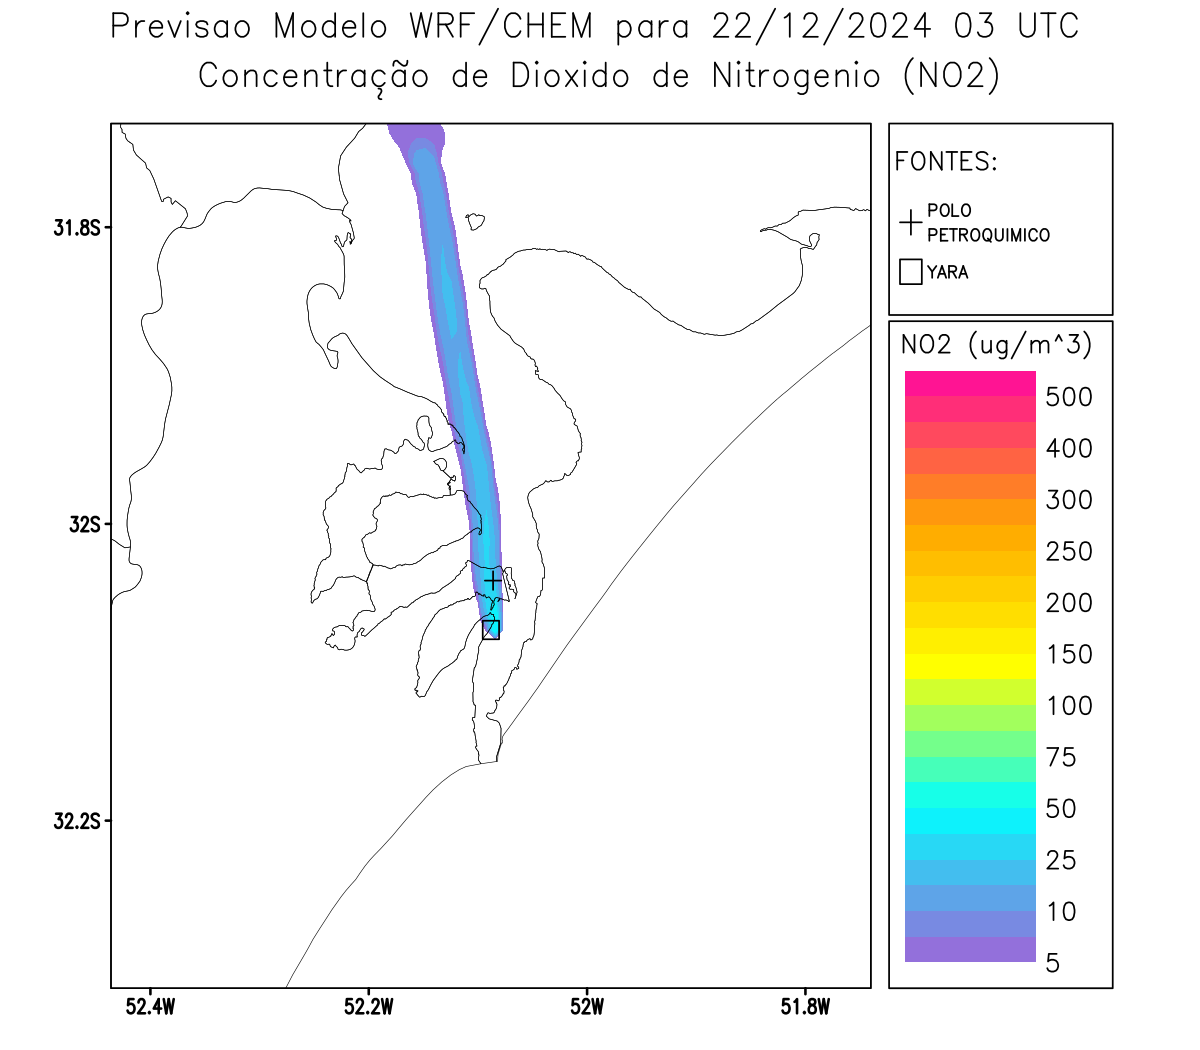 Previsao Modelo WRF/CHEM para 22/12/2024 03 UTC
Concentração de Dioxido de Nitrogenio (NO2)
FONTES:
POLO
PETROQUIMICO
YARA
NO2 (ug/m^3)
500
400
300
250
200
150
100
75
50
25
10
5
31.8S
32S
32.2S
52.4W
52.2W
52W
51.8W